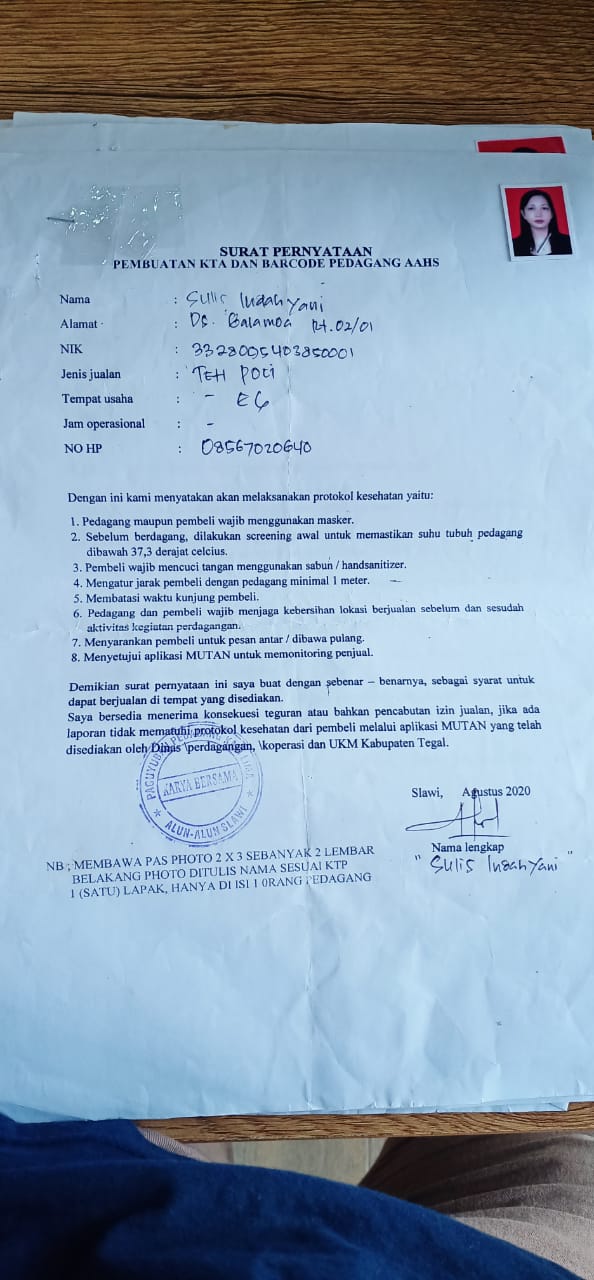 SURAT PERNYATAAN
PEMBUATAN KTA DAN BARCODE PEDAGANG AAHS
Nama : Sulis Indah Yani
Alamat : Ds. Balamoa Rt. 02/01
NIK : 3328005403850001
Jenis jualan : TEH POCI
Tempat usaha : - E6
Jam operasional : -
NO HP : 08567020640
Dengan ini kami menyatakan akan melaksanakan protokol kesehatan yaitu:
1. Pedagang maupun pembeli wajib menggunakan masker.
2. Sebelum berdagang, dilakukan screening awal untuk memastikan suhu tubuh pedagang
dibawah 37,3 derajat celcius.
3. Pembeli wajib mencuci tangan menggunakan sabun / handsanitizer.
4. Mengatur jarak pembeli dengan pedagang minimal 1 meter.
5. Membatasi waktu kunjung pembeli.
6. Pedagang dan pembeli wajib menjaga kebersihan lokasi berjualan sebelum dan sesudah
aktivitas kegiatan perdagangan.
7. Menyarankan pembeli untuk pesan antar / dibawa pulang.
8. Menyetujui aplikasi MUTAN untuk memonitoring penjual.
Demikian surat pernyataan ini saya buat dengan sebenar – benarnya, sebagai syarat untuk
dapat berjualan di tempat yang disediakan.
Saya bersedia menerima konsekuesi teguran atau bahkan pencabutan izin jualan, jika ada
laporan tidak mematuhi protokol kesehatan dari pembeli melalui aplikasi MUTAN yang telah
disediakan oleh Dinas \perdagangan, \koperasi dan UKM Kabupaten Tegal.
PAGUYUBAN PEDAGANG KAKI LIMA
KARYA BERSAMA
ALUN-ALUN SLAWI
Slawi, Agustus 2020
Nama lengkap
" Sulis Indah Yani "
NB ; MEMBAWA PAS PHOTO 2 X 3 SEBANYAK 2 LEMBAR
BELAKANG PHOTO DITULIS NAMA SESUAI KTP
1 (SATU) LAPAK, HANYA DI ISI 1 0RANG PEDAGANG